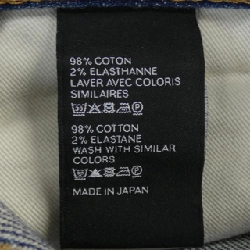 98% COTON
2% ELASTHANNE
LAVER AVEC COLORIS
SIMILAIRES
98% COTTON
2% ELASTANE
WASH WITH SIMILAR
COLORS
MADE IN JAPAN